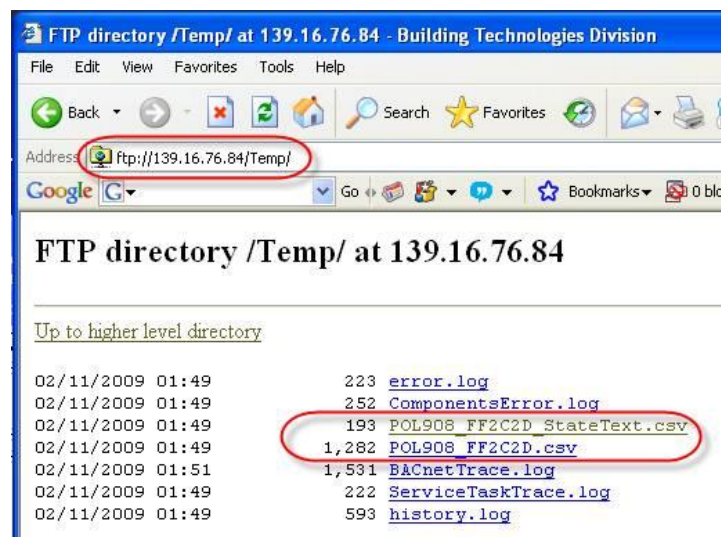 FTP directory /Temp/ at 139.16.76.84 - Building Technologies Division
File Edit View Favorites Tools Help
Back Search Favorites
Address ftp://139.16.76.84/Temp/
Google G Go Bookmarks 0 blo
FTP directory /Temp/ at 139.16.76.84
Up to higher level directory
02/11/2009 01:49 223 error.log
02/11/2009 01:49 252 ComponentsError.log
02/11/2009 01:49 193 POL908_FF2C2D_StateText.csv
02/11/2009 01:49 1,282 POL908_FF2C2D.csv
02/11/2009 01:51 1,531 BACnetTrace.log
02/11/2009 01:49 222 ServiceTaskTrace.log
02/11/2009 01:49 593 history.log